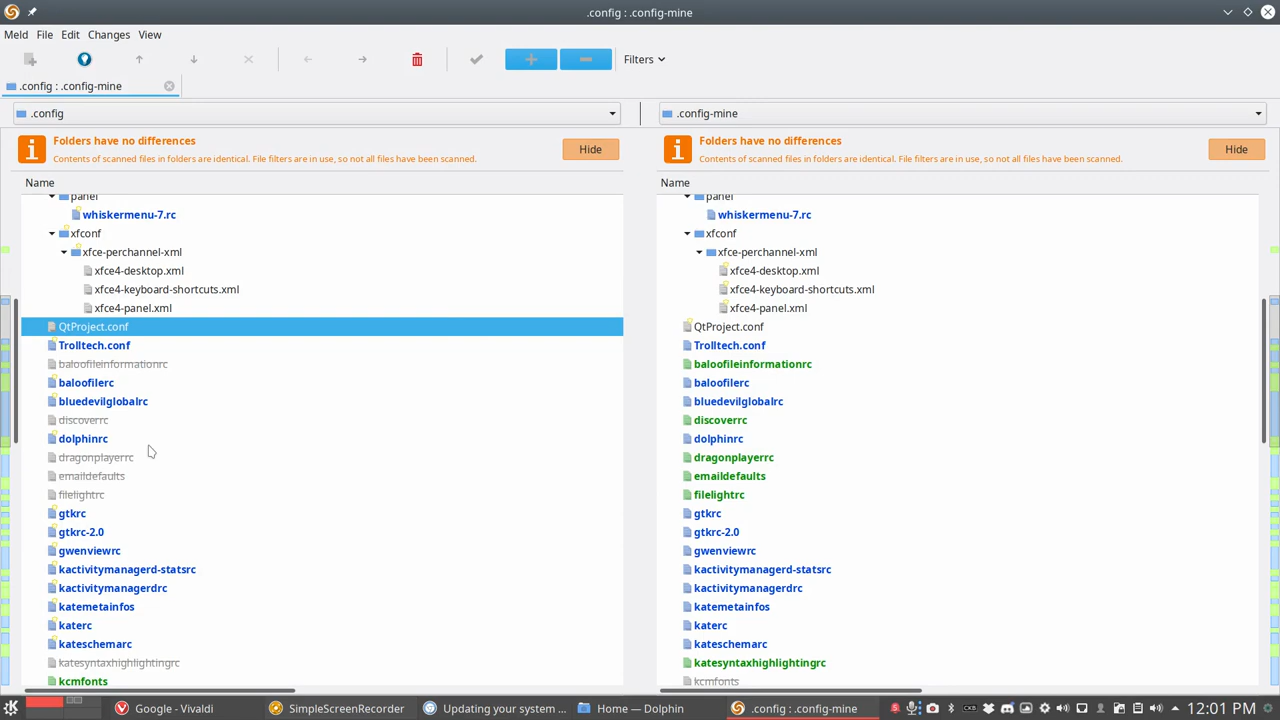 .config : .config-mine
Meld File Edit Changes View
Filters
.config : .config-mine
.config
.config-mine
Folders have no differences
Contents of scanned files in folders are identical. File filters are in use, so not all files have been scanned.
Hide
Folders have no differences
Contents of scanned files in folders are identical. File filters are in use, so not all files have been scanned.
Hide
Name
panel
whiskermenu-7.rc
xfconf
xfce-perchannel-xml
xfce4-desktop.xml
xfce4-keyboard-shortcuts.xml
xfce4-panel.xml
QtProject.conf
Trolltech.conf
baloofileinformationrc
baloofilerc
bluedevilglobalrc
discoverrc
dolphinrc
dragonplayerrc
emaildefaults
filelightrc
gtkrc
gtkrc-2.0
gwenviewrc
kactivitymanagerd-statsrc
kactivitymanagerdrc
katemetainfos
katerc
kateschemarc
katesyntaxhighlightingrc
kcmfonts
Name
panel
whiskermenu-7.rc
xfconf
xfce-perchannel-xml
xfce4-desktop.xml
xfce4-keyboard-shortcuts.xml
xfce4-panel.xml
QtProject.conf
Trolltech.conf
baloofileinformationrc
baloofilerc
bluedevilglobalrc
discoverrc
dolphinrc
dragonplayerrc
emaildefaults
filelightrc
gtkrc
gtkrc-2.0
gwenviewrc
kactivitymanagerd-statsrc
kactivitymanagerdrc
katemetainfos
katerc
kateschemarc
katesyntaxhighlightingrc
kcmfonts
Google - Vivaldi
SimpleScreenRecorder
Updating your system ...
Home — Dolphin
.config : .config-mine
12:01 PM